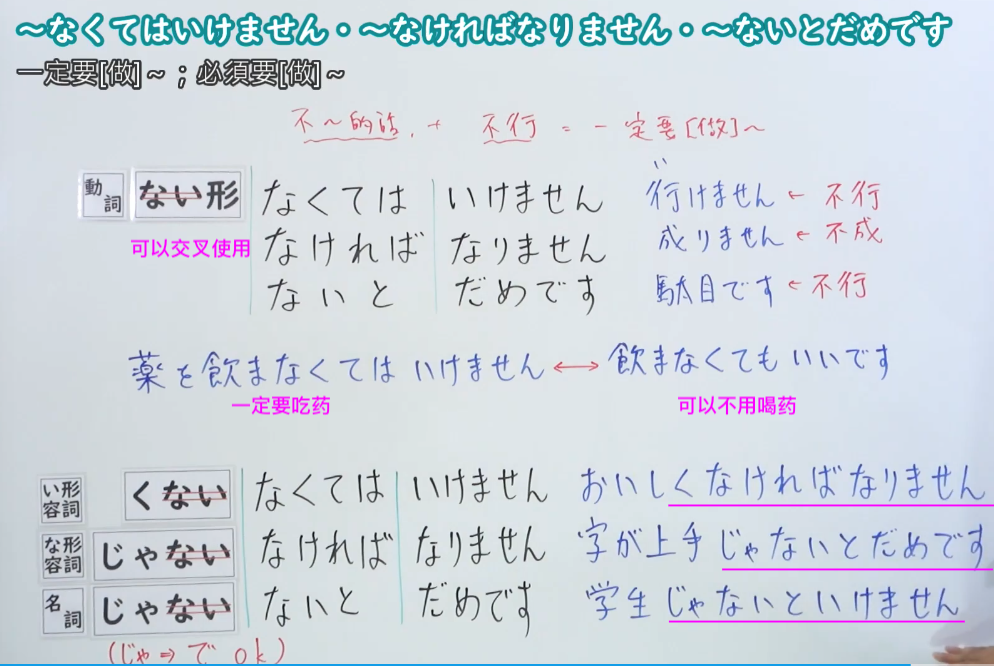 ～なくてはいけません・～なければなりません・～ないとだめです
一定要[做]～；必須要[做]～
不～的話，+ 不行 = 一定要[做]～
動詞 ない形 なくては いけません 行けません ← 不行
可以交叉使用 なければ なりません 成りません ← 不成
ないと だめです 駄目です ← 不行
薬を飲まなくてはいけません ↔ 飲まなくてもいいです
一定要吃药 可以不用喝药
い形容詞 くない なくては いけません おいしくなければなりません
な形容詞 じゃない なければ なりません 字が上手じゃないとだめです
名詞 じゃない ないと だめです 学生じゃないといけません
(じゃ⇒で ok)